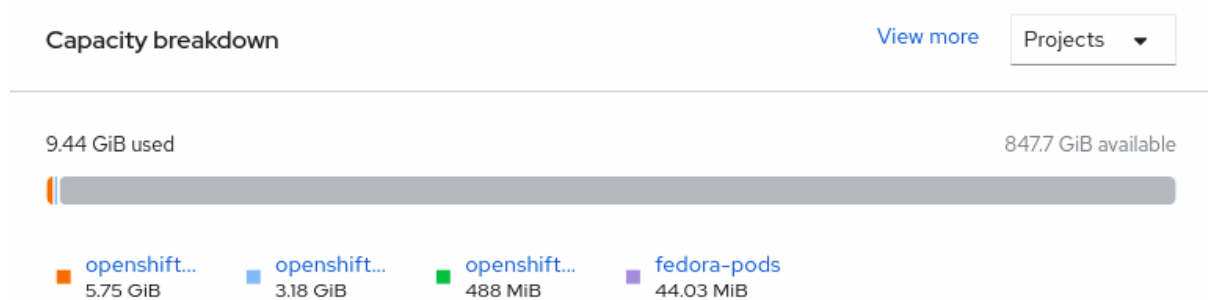 Capacity breakdown
View more
Projects
9.44 GiB used
847.7 GiB available
openshift...
5.75 GiB
openshift...
3.18 GiB
openshift...
488 MiB
fedora-pods
44.03 MiB